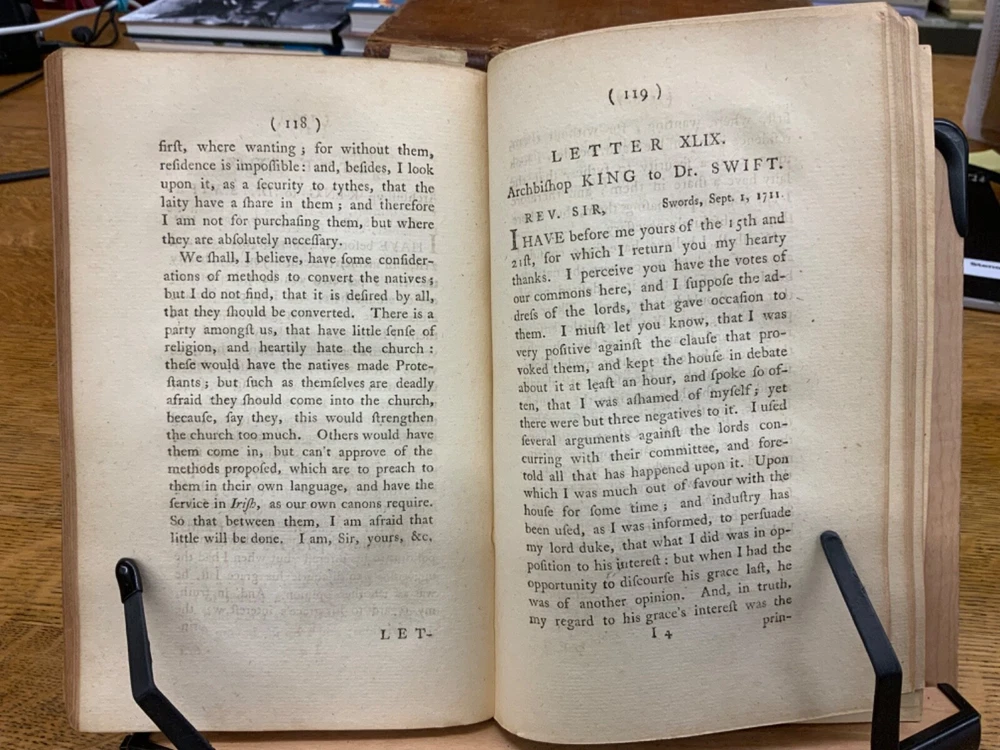 ( 118 )
firſt, where wanting ; for without them,
reſidence is impoſſible : and, beſides, I look
upon it, as a ſecurity to tythes, that the
laity have a ſhare in them ; and therefore
I am not for purchaſing them, but where
they are abſolutely neceſſary.
We ſhall, I believe, have ſome conſider-
ations of methods to convert the natives ;
but I do not find, that it is deſired by all,
that they ſhould be converted. There is a
party amongſt us, that have little ſenſe of
religion, and heartily hate the church :
theſe would have the natives made Prote-
ſtants ; but ſuch as themſelves are deadly
afraid they ſhould come into the church,
becauſe, ſay they, this would ſtrengthen
the church too much. Others would have
them come in, but can't approve of the
methods propoſed, which are to preach to
them in their own language, and have the
ſervice in Iriſh, as our own canons require.
So that between them, I am afraid that
little will be done. I am, Sir, yours, &c.
L E T-
( 119 )
L E T T E R XLIX.
Archbiſhop KING to Dr. SWIFT.
REV. SIR, Swords, Sept. 1, 1711.
I HAVE before me yours of the 15th and
21ſt, for which I return you my hearty
thanks. I perceive you have the votes of
our commons here, and I ſuppoſe the ad-
dreſs of the lords, that gave occaſion to
them. I muſt let you know, that I was
very poſitive againſt the clauſe that pro-
voked them, and kept the houſe in debate
about it at leaſt an hour, and ſpoke ſo of-
ten, that I was aſhamed of myſelf ; yet
there were but three negatives to it. I uſed
ſeveral arguments againſt the lords con-
curring with their committee, and fore-
told all that has happened upon it. Upon
which I was much out of favour with the
houſe for ſome time ; and induſtry has
been uſed, as I was informed, to perſuade
my lord duke, that what I did was in op-
poſition to his intereſt : but when I had the
opportunity to diſcourſe his grace laſt, he
was of another opinion. And, in truth,
my regard to his grace's intereſt was the
I 4 prin-